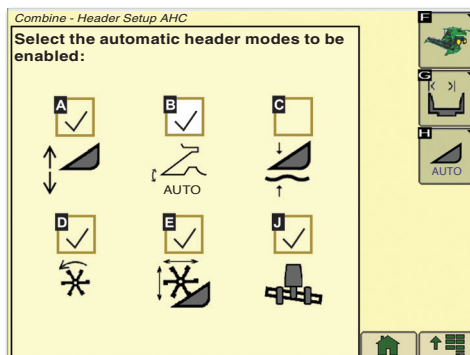 Combine - Header Setup AHC
Select the automatic header modes to be
enabled:
A
B
C
AUTO
D
E
J
F
G
H
AUTO